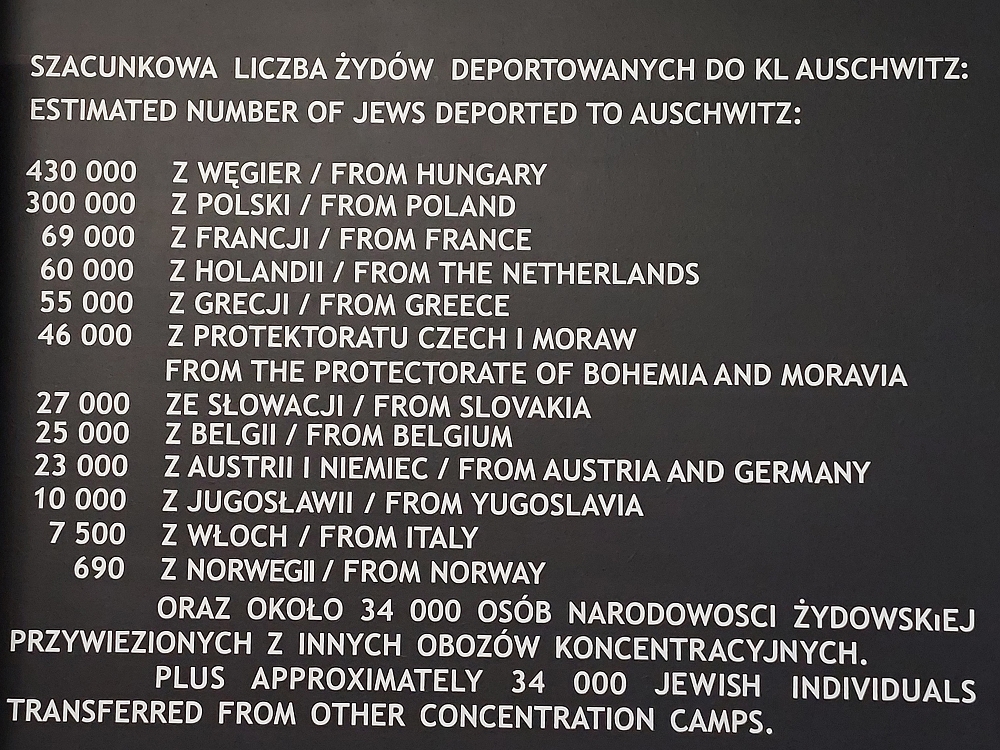 SZACUNKOWA LICZBA ŻYDÓW DEPORTOWANYCH DO KL AUSCHWITZ:
ESTIMATED NUMBER OF JEWS DEPORTED TO AUSCHWITZ:
430 000 Z WĘGIER / FROM HUNGARY
300 000 Z POLSKI / FROM POLAND
69 000 Z FRANCJI / FROM FRANCE
60 000 Z HOLANDII / FROM THE NETHERLANDS
55 000 Z GRECJI / FROM GREECE
46 000 Z PROTEKTORATU CZECH I MORAW
FROM THE PROTECTORATE OF BOHEMIA AND MORAVIA
27 000 ZE SŁOWACJI / FROM SLOVAKIA
25 000 Z BELGII / FROM BELGIUM
23 000 Z AUSTRII I NIEMIEC / FROM AUSTRIA AND GERMANY
10 000 Z JUGOSŁAWII / FROM YUGOSLAVIA
7 500 Z WŁOCH / FROM ITALY
690 Z NORWEGII / FROM NORWAY
ORAZ OKOŁO 34 000 OSÓB NARODOWOSCI ŻYDOWSKıEJ
PRZYWIEZIONYCH Z INNYCH OBOZÓW KONCENTRACYJNYCH.
PLUS APPROXIMATELY 34 000 JEWISH INDIVIDUALS
TRANSFERRED FROM OTHER CONCENTRATION CAMPS.